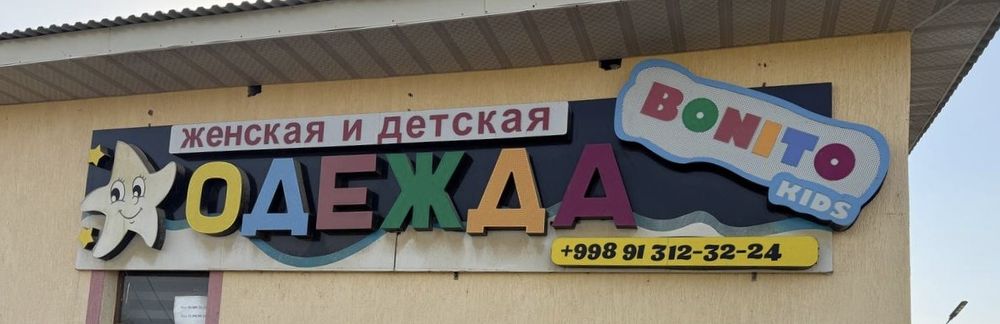 женская и детская
ОДЕЖДА
BONITO
KIDS
+998 91 312-32-24